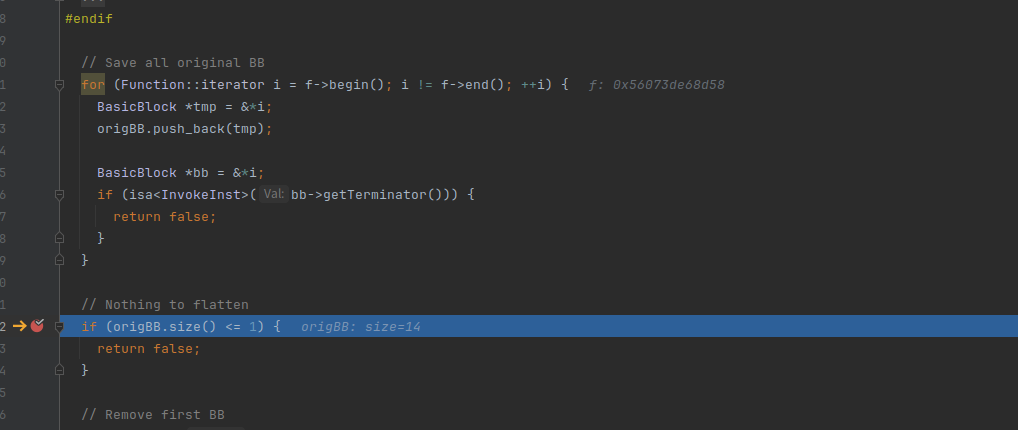 8 #endif
9
0 // Save all original BB
1 for (Function::iterator i = f->begin(); i != f->end(); ++i) { f: 0x56073de68d58
2 BasicBlock *tmp = &*i;
3 origBB.push_back(tmp);
4
5 BasicBlock *bb = &*i;
6 if (isa<InvokeInst>( Val: bb->getTerminator())) {
7 return false;
8 }
9 }
0
1 // Nothing to flatten
2 if (origBB.size() <= 1) { origBB: size=14
3 return false;
4 }
5
6 // Remove first BB